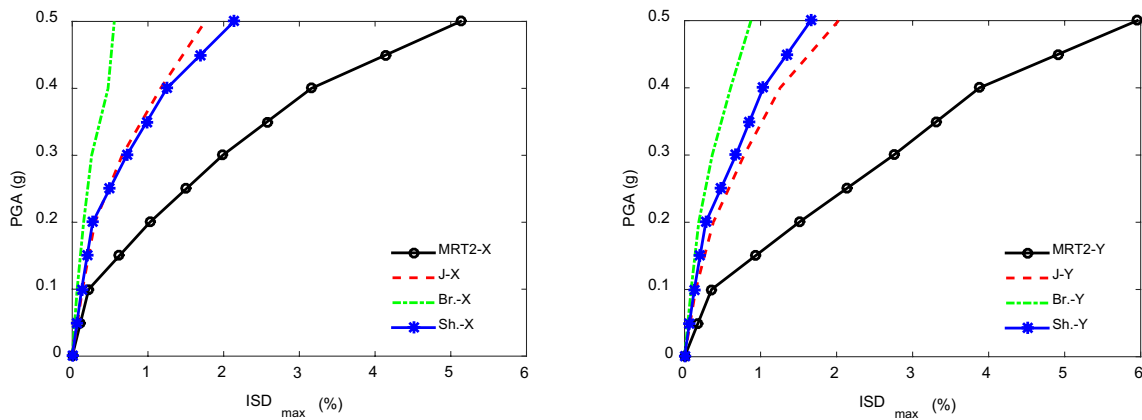 0.5
0.4
0.3
0.2
0.1
0
PGA (g)
MRT2-X
J-X
Br.-X
Sh.-X
0 1 2 3 4 5 6
ISD max (%)
0.5
0.4
0.3
0.2
0.1
0
PGA (g)
MRT2-Y
J-Y
Br.-Y
Sh.-Y
0 1 2 3 4 5 6
ISD max (%)